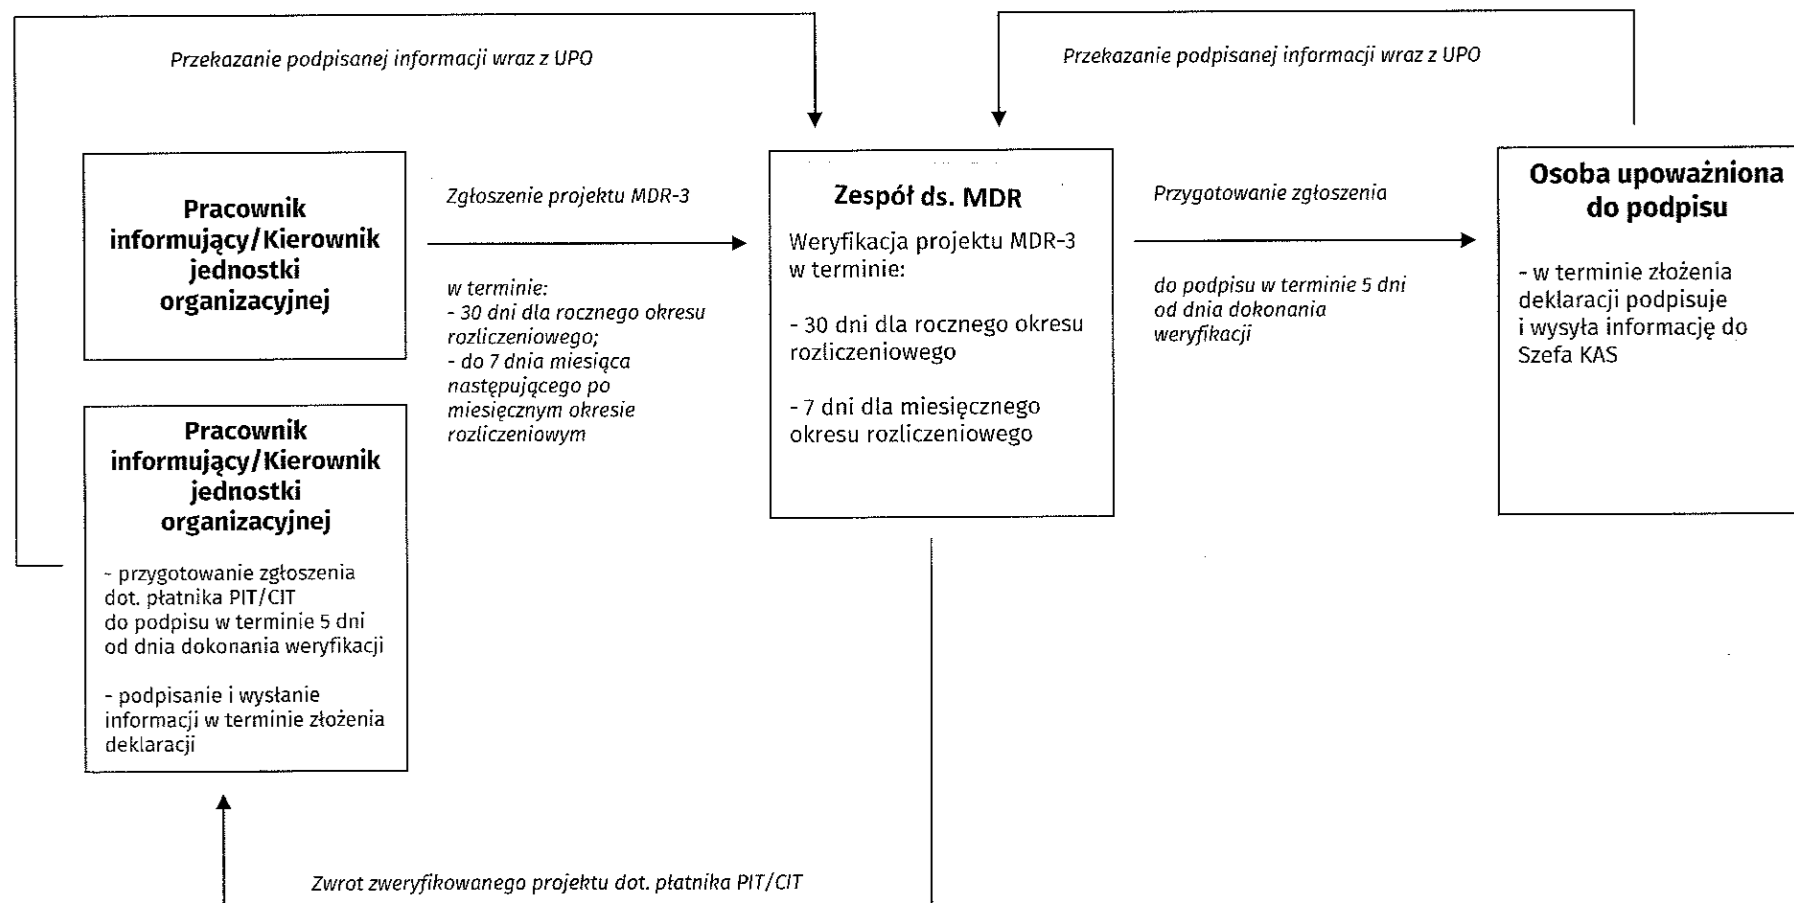 Przekazanie podpisanej informacji wraz z UPO
Przekazanie podpisanej informacji wraz z UPO
Pracownik
informujący/Kierownik
jednostki
organizacyjnej
Zgłoszenie projektu MDR-3
w terminie:
- 30 dni dla rocznego okresu
rozliczeniowego;
- do 7 dnia miesiąca
następującego po
miesięcznym okresie
rozliczeniowym
Zespół ds. MDR
Weryfikacja projektu MDR-3
w terminie:
- 30 dni dla rocznego okresu
rozliczeniowego
- 7 dni dla miesięcznego
okresu rozliczeniowego
Przygotowanie zgłoszenia
do podpisu w terminie 5 dni
od dnia dokonania
weryfikacji
Osoba upoważniona
do podpisu
- w terminie złożenia
deklaracji podpisuje
i wysyła informację do
Szefa KAS
Pracownik
informujący/Kierownik
jednostki
organizacyjnej
- przygotowanie zgłoszenia
dot. płatnika PIT/CIT
do podpisu w terminie 5 dni
od dnia dokonania weryfikacji
- podpisanie i wysłanie
informacji w terminie złożenia
deklaracji
Zwrot zweryfikowanego projektu dot. płatnika PIT/CIT